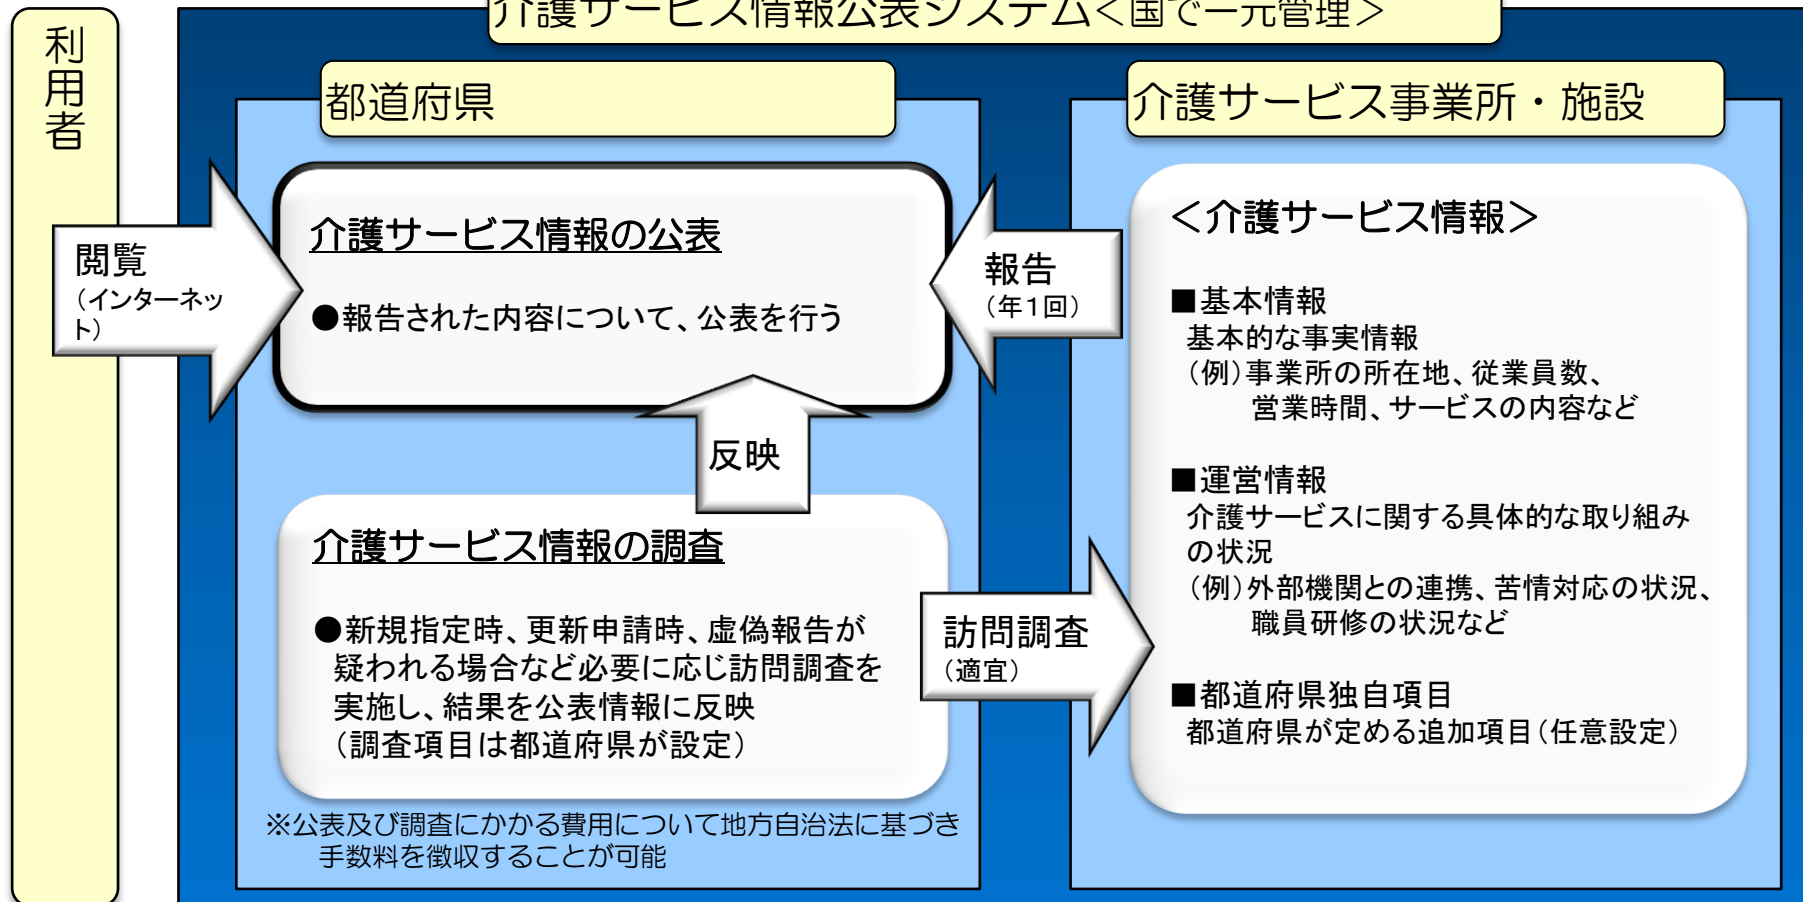 介護サービス情報公表システム＜国で一元管理＞
利用者
都道府県
介護サービス事業所・施設
閲覧
（インターネッ
ト）
介護サービス情報の公表
●報告された内容について、公表を行う
報告
（年１回）
反映
介護サービス情報の調査
●新規指定時、更新申請時、虚偽報告が
疑われる場合など必要に応じ訪問調査を
実施し、結果を公表情報に反映
（調査項目は都道府県が設定）
訪問調査
（適宜）
※公表及び調査にかかる費用について地方自治法に基づき
手数料を徴収することが可能
＜介護サービス情報＞
■基本情報
基本的な事実情報
（例）事業所の所在地、従業員数、
営業時間、サービスの内容など
■運営情報
介護サービスに関する具体的な取り組み
の状況
（例）外部機関との連携、苦情対応の状況、
職員研修の状況など
■都道府県独自項目
都道府県が定める追加項目（任意設定）